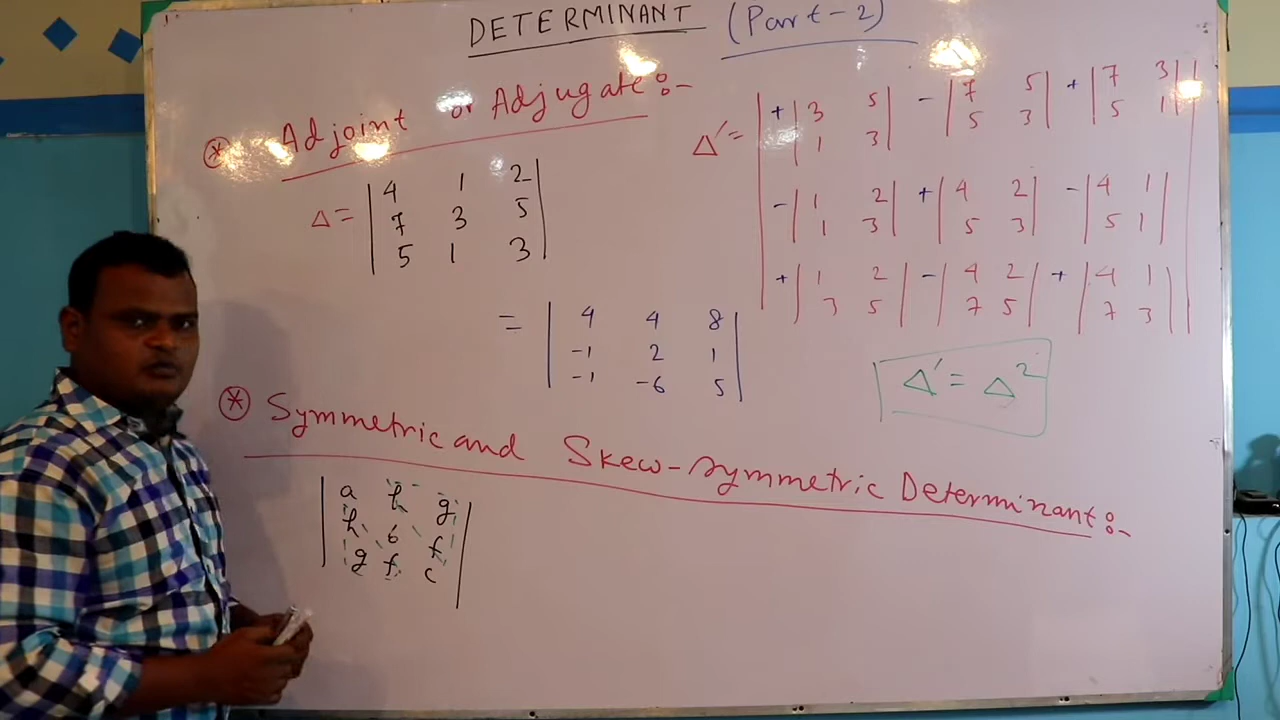 DETERMINANT (Part-2)
* Adjoint or Adjugate:-
Δ = | 4 1 2 |
| 7 3 5 |
| 5 1 3 |
Δ' = | +|3 5| -|7 5| +|7 3| |
|1 3| |5 3| |5 1|
-|1 2| +|4 2| -|4 1|
|1 3| |5 3| |5 1|
+|1 2| -|4 2| +|4 1|
|3 5| |7 5| |7 3|
= | 4 4 8 |
| -1 2 1 |
| -1 -6 5 |
Δ' = Δ²
* Symmetric and Skew-symmetric Determinant:-
| a h g |
| h b f |
| g f c |